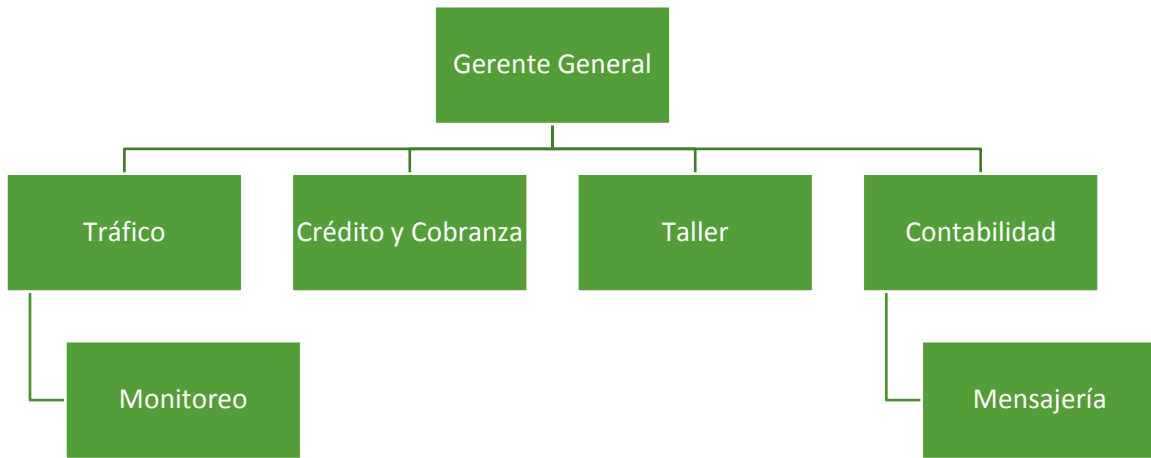 Gerente General
Tráfico
Crédito y Cobranza
Taller
Contabilidad
Monitoreo
Mensajería